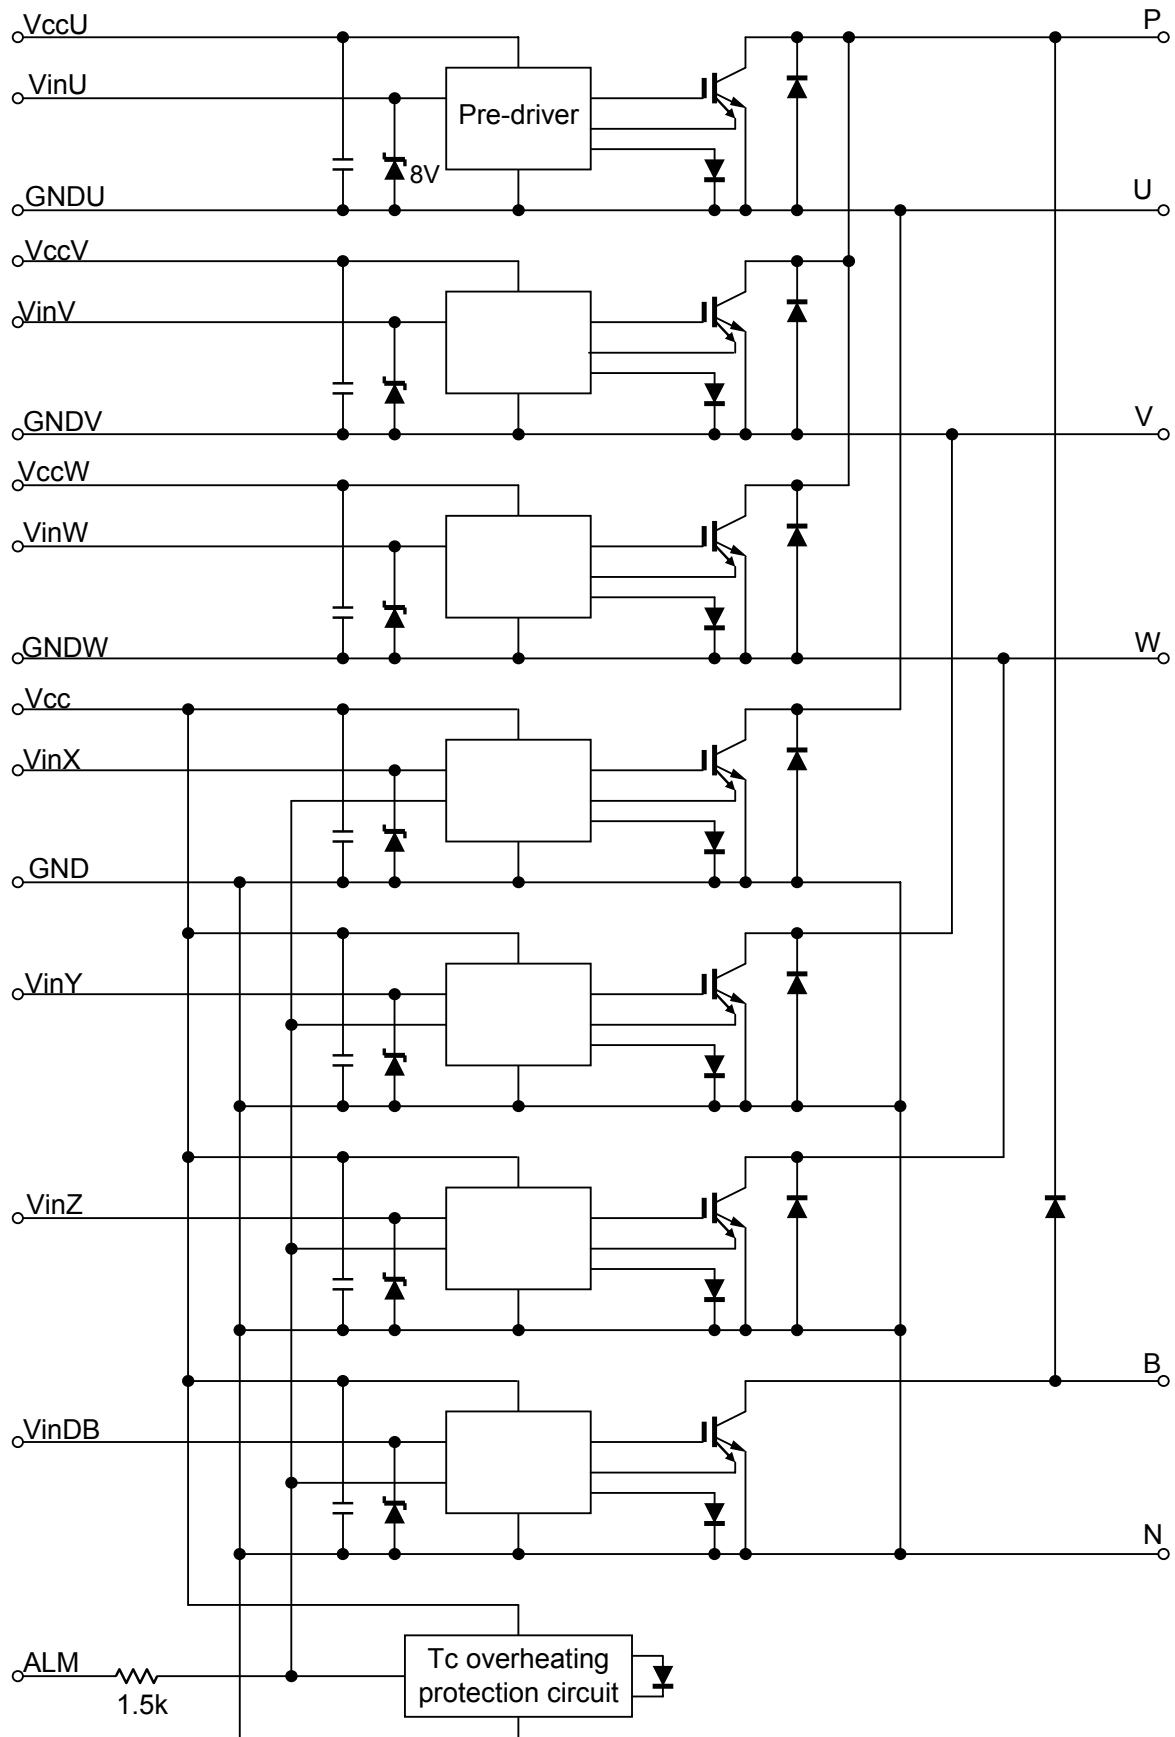 VccU
P
VinU
Pre-driver
8V
GNDU
U
VccV
VinV
GNDV
V
VccW
VinW
GNDW
W
Vcc
VinX
GND
VinY
VinZ
B
VinDB
N
ALM
1.5k
Tc overheating
protection circuit